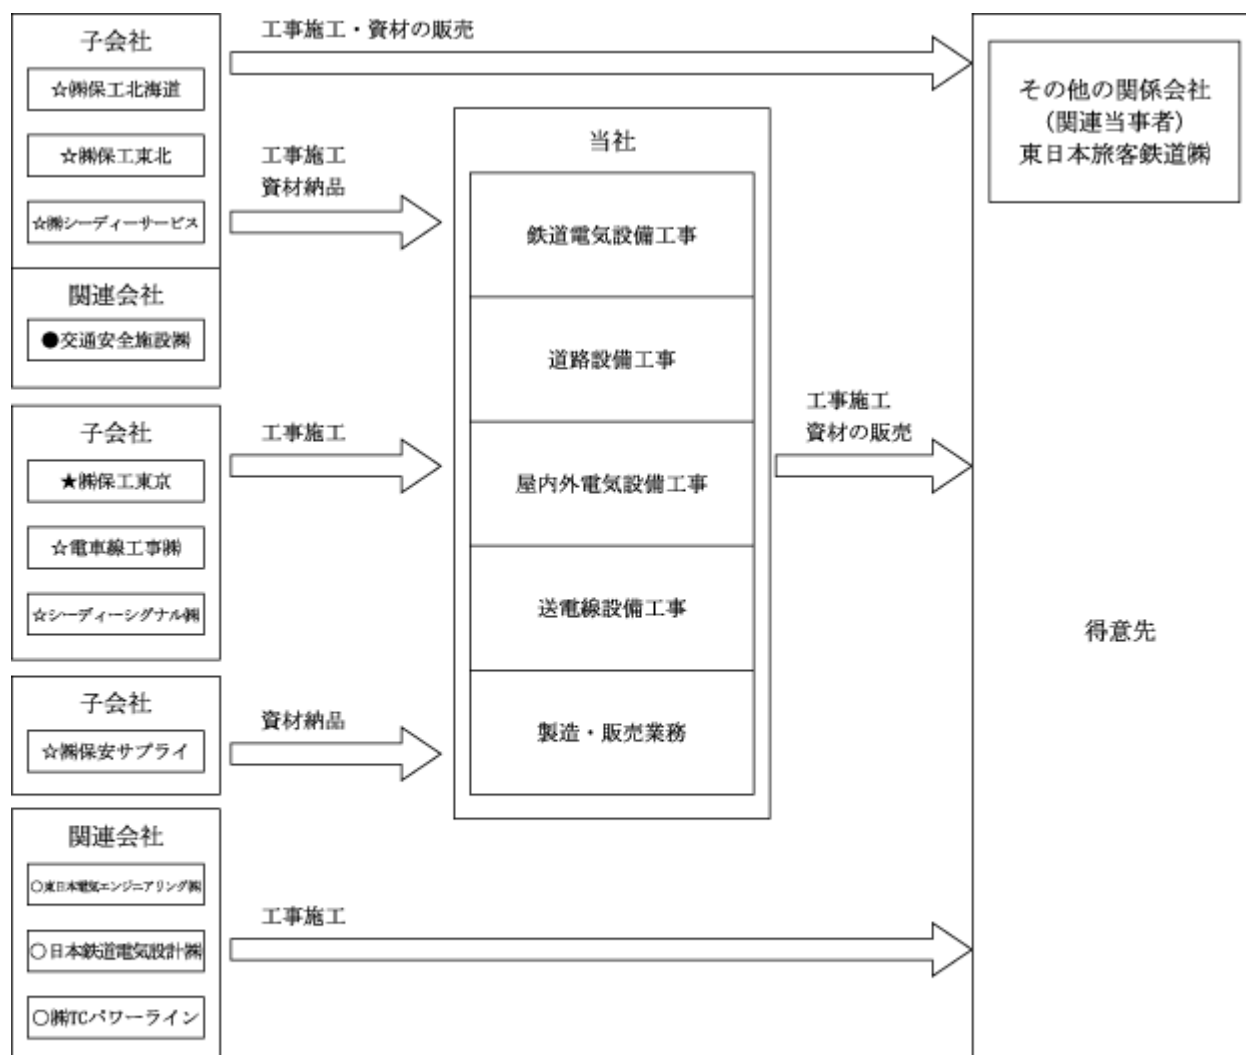 子会社
☆㈱保工北海道
☆㈱保工東北
☆㈱シーディーサービス
関連会社
●交通安全施設㈱
子会社
★㈱保工東京
☆電車線工事㈱
☆シーディーシグナル㈱
子会社
☆㈱保安サプライ
関連会社
○東日本電気エンジニアリング㈱
○日本鉄道電気設計㈱
○㈱TCパワーライン
工事施工・資材の販売
工事施工
資材納品
工事施工
資材納品
工事施工
当社
鉄道電気設備工事
道路設備工事
屋内外電気設備工事
送電線設備工事
製造・販売業務
工事施工
資材の販売
その他の関係会社
(関連当事者)
東日本旅客鉄道㈱
得意先